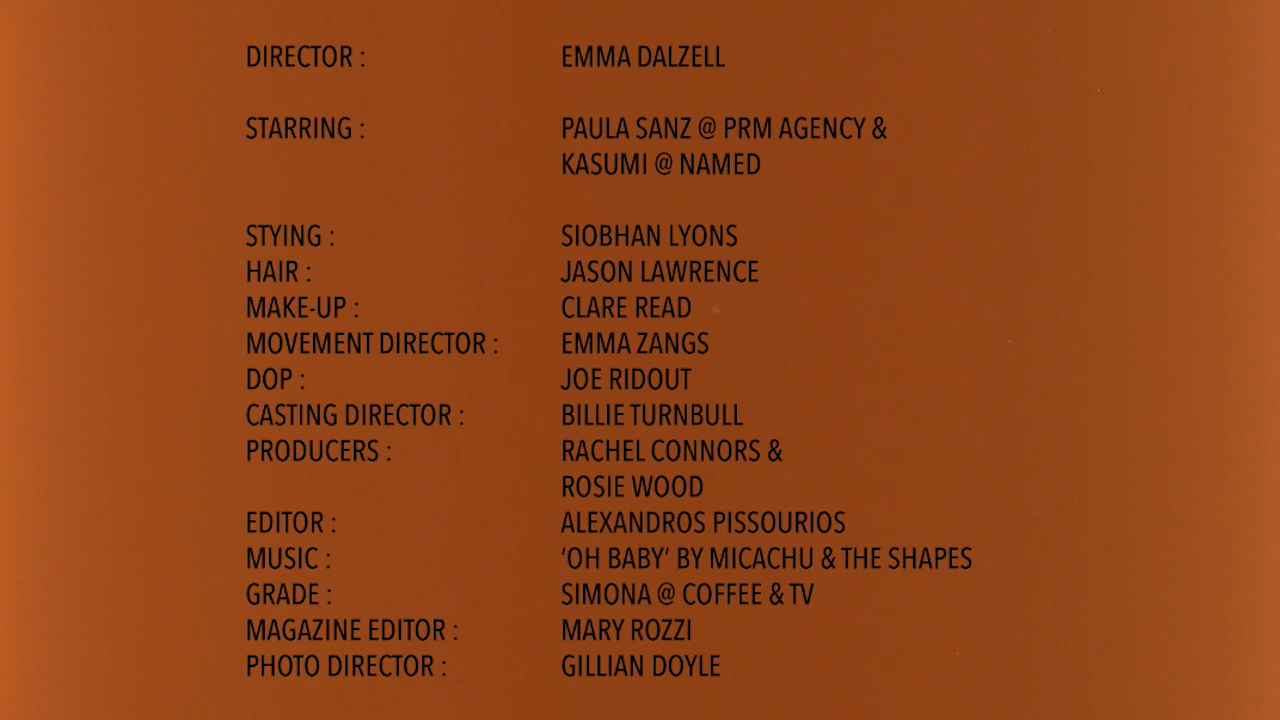 DIRECTOR : EMMA DALZELL
STARRING : PAULA SANZ @ PRM AGENCY &
KASUMI @ NAMED
STYING : SIOBHAN LYONS
HAIR : JASON LAWRENCE
MAKE-UP : CLARE READ
MOVEMENT DIRECTOR : EMMA ZANGS
DOP : JOE RIDOUT
CASTING DIRECTOR : BILLIE TURNBULL
PRODUCERS : RACHEL CONNORS &
ROSIE WOOD
EDITOR : ALEXANDROS PISSOURIOS
MUSIC : ‘OH BABY’ BY MICACHU & THE SHAPES
GRADE : SIMONA @ COFFEE & TV
MAGAZINE EDITOR : MARY ROZZI
PHOTO DIRECTOR : GILLIAN DOYLE